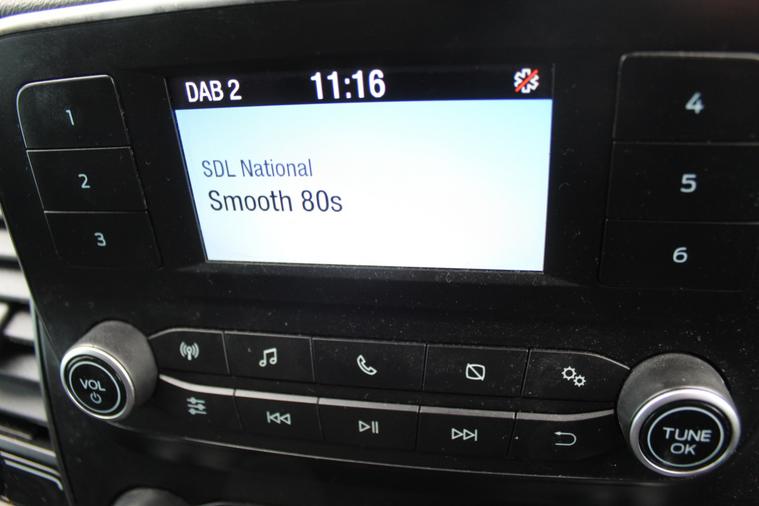 DAB 2 11:16
SDL National
Smooth 80s
1
2
3
4
5
6
VOL
TUNE
OK